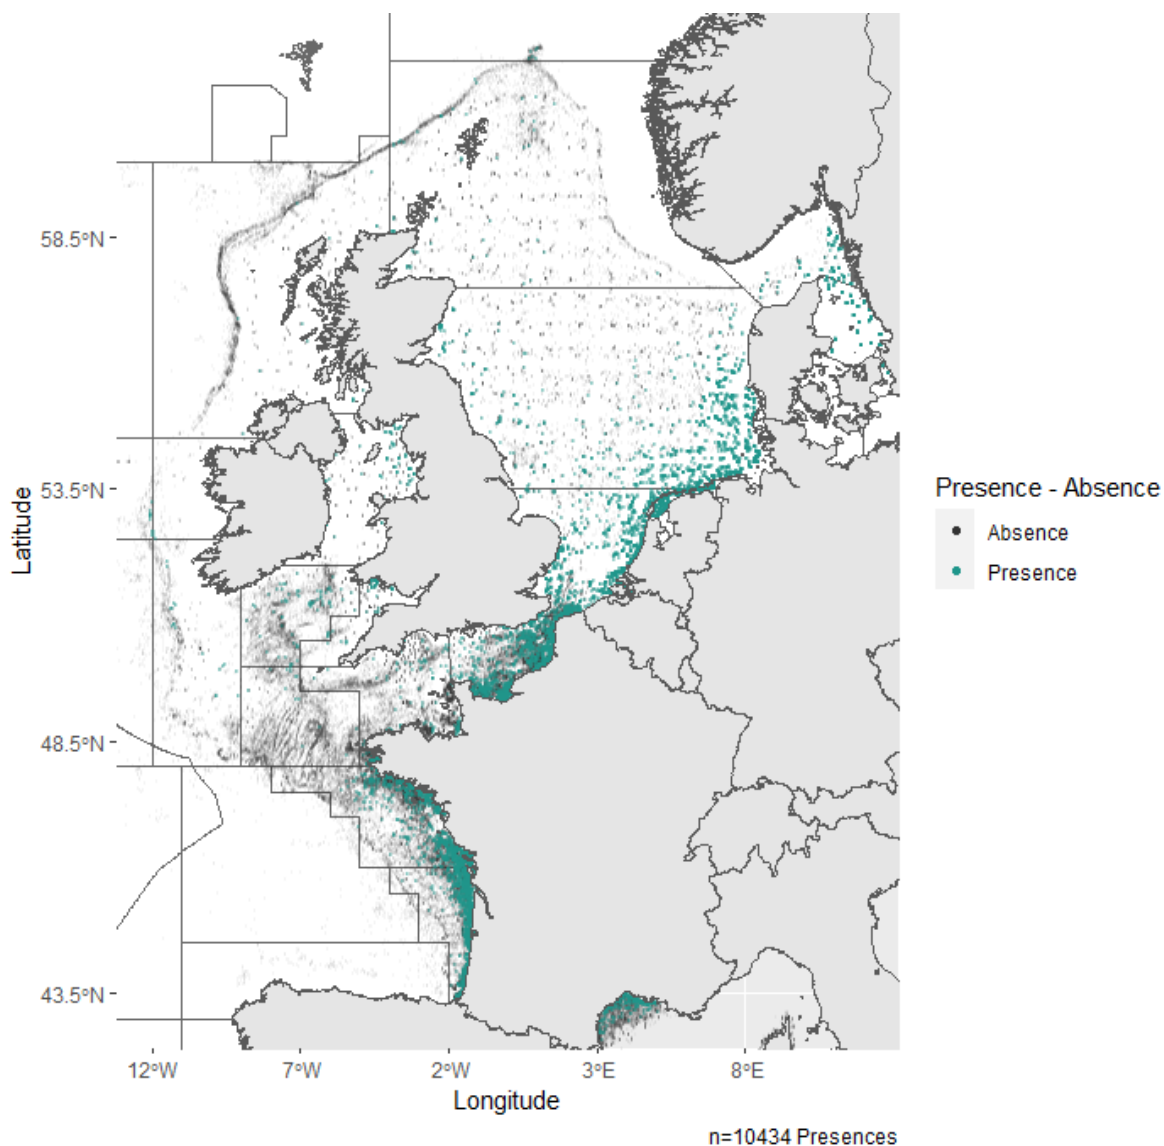 58.5°N
53.5°N
48.5°N
43.5°N
Latitude
12°W
7°W
2°W
3°E
8°E
Longitude
Presence - Absence
Absence
Presence
n=10434 Presences